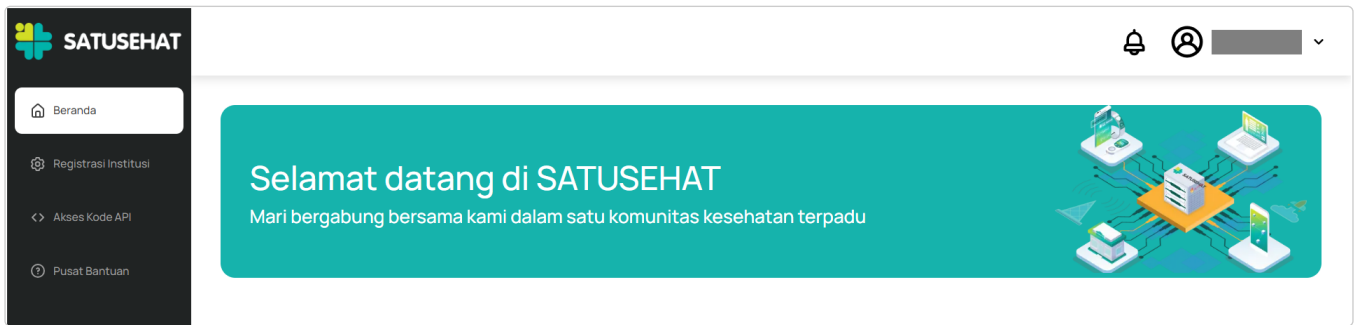 SATUSEHAT
Beranda
Registrasi Institusi
Akses Kode API
Pusat Bantuan
Selamat datang di SATUSEHAT
Mari bergabung bersama kami dalam satu komunitas kesehatan terpadu
SATUSEHAT